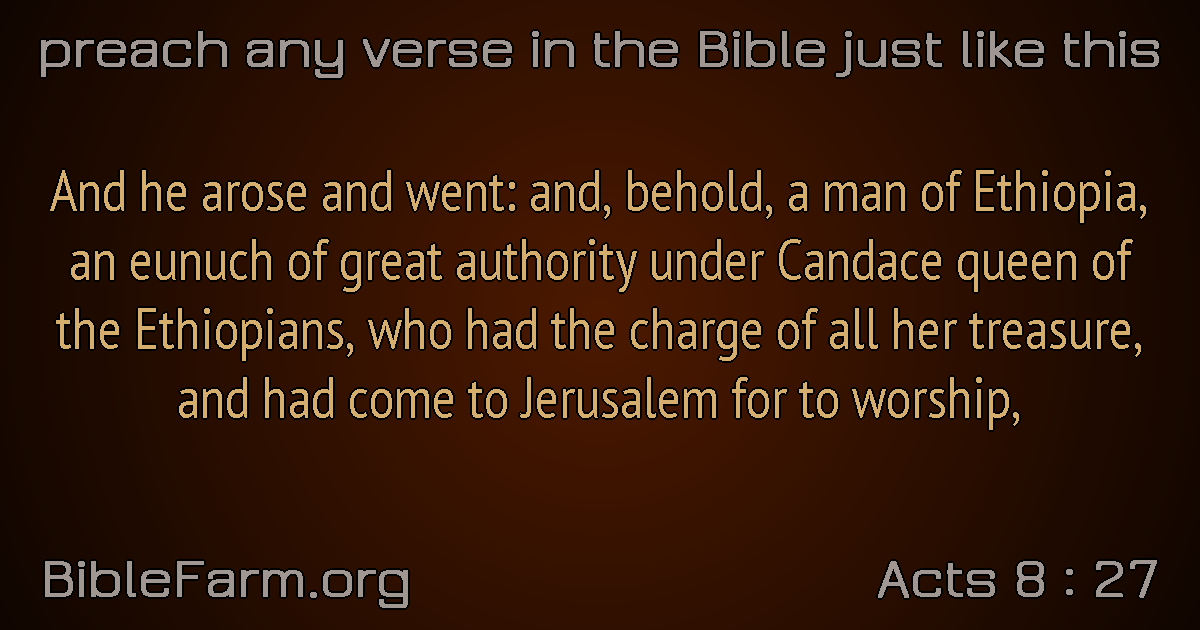 preach any verse in the Bible just like this
And he arose and went: and, behold, a man of Ethiopia,
an eunuch of great authority under Candace queen of
the Ethiopians, who had the charge of all her treasure,
and had come to Jerusalem for to worship,
BibleFarm.org
Acts 8 : 27